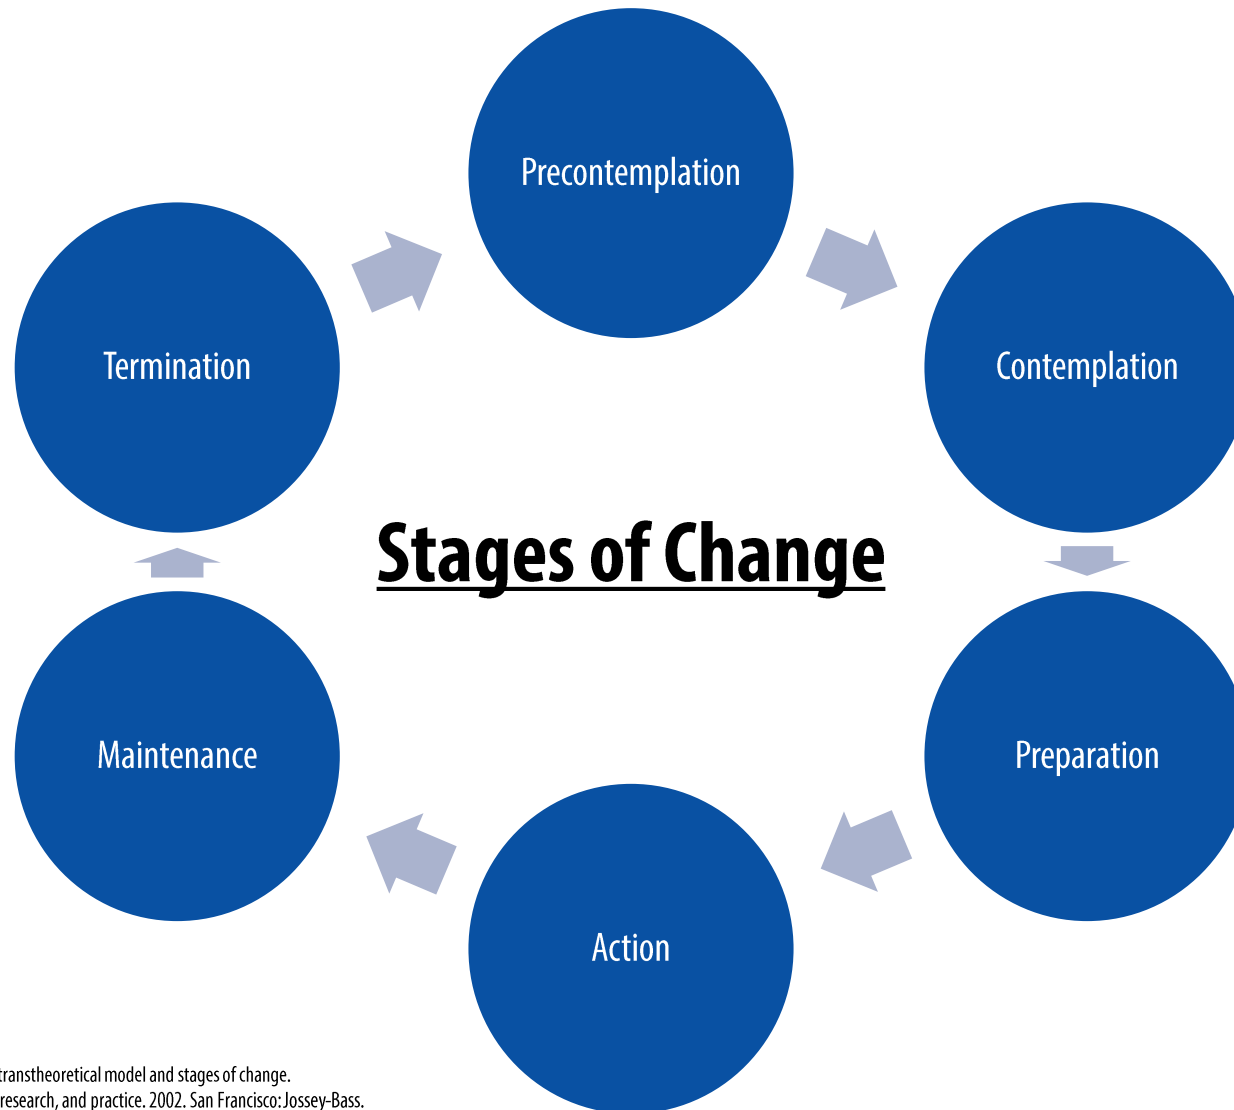 Precontemplation
Contemplation
Preparation
Action
Maintenance
Termination
Stages of Change
transtheoretical model and stages of change.
research, and practice. 2002. San Francisco: Jossey-Bass.